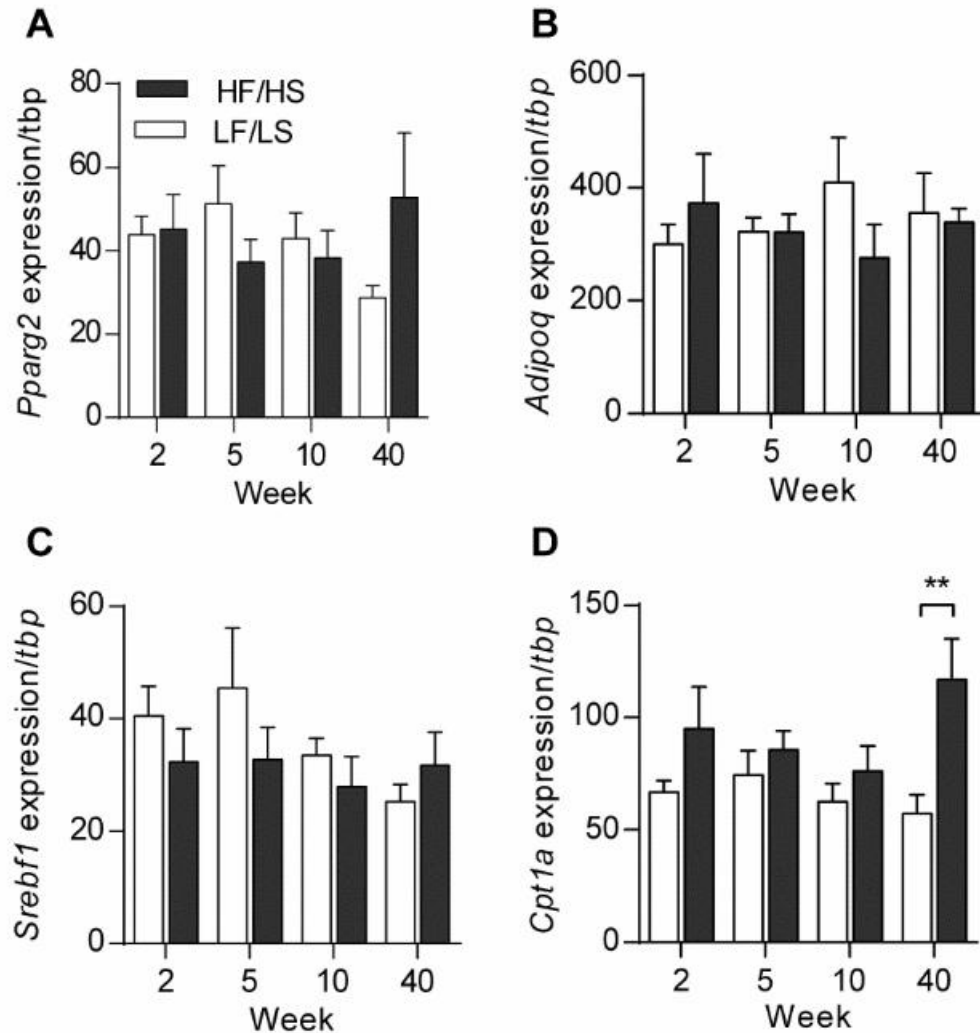 A
Pparg2 expression/tbp
80
60
40
20
0
HF/HS
LF/LS
2 5 10 40
Week
B
Adipoq expression/tbp
600
400
200
0
2 5 10 40
Week
C
Srebf1 expression/tbp
60
40
20
0
2 5 10 40
Week
D
Cpt1a expression/tbp
150
100
50
0
**
2 5 10 40
Week